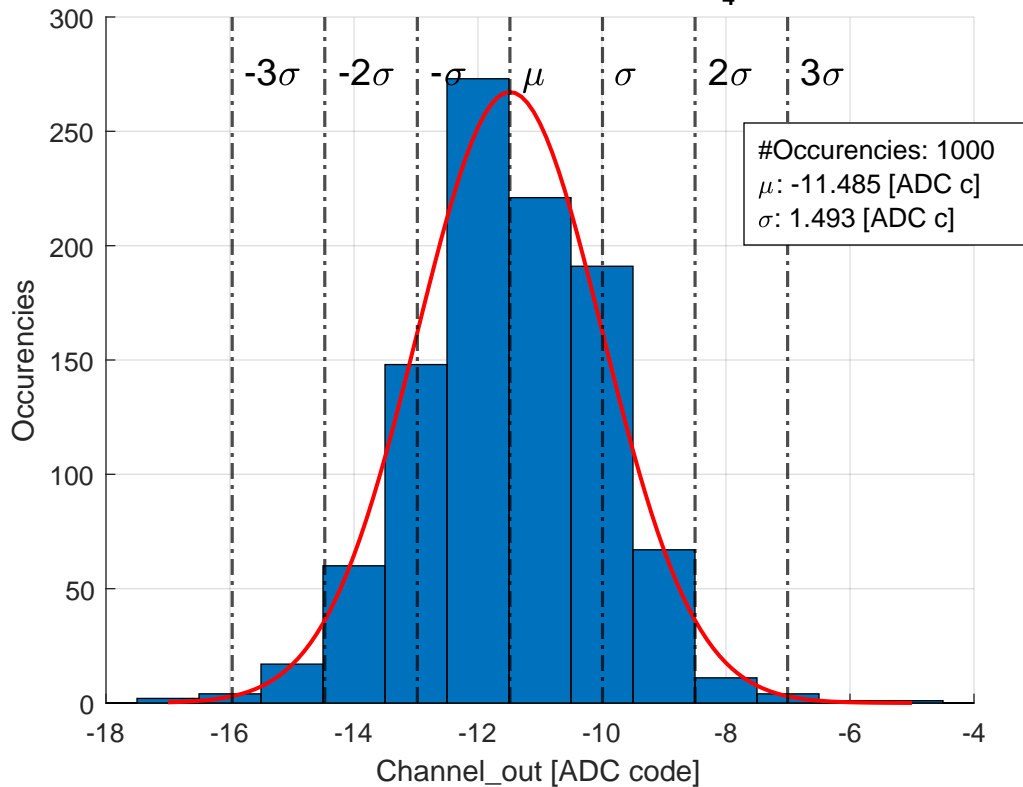 4
300
250
200
150
100
50
0
-3σ
-2σ
-σ
μ
σ
2σ
3σ
#Occurencies: 1000
μ: -11.485 [ADC c]
σ: 1.493 [ADC c]
Occurencies
-18
-16
-14
-12
-10
-8
-6
-4
Channel_out [ADC code]